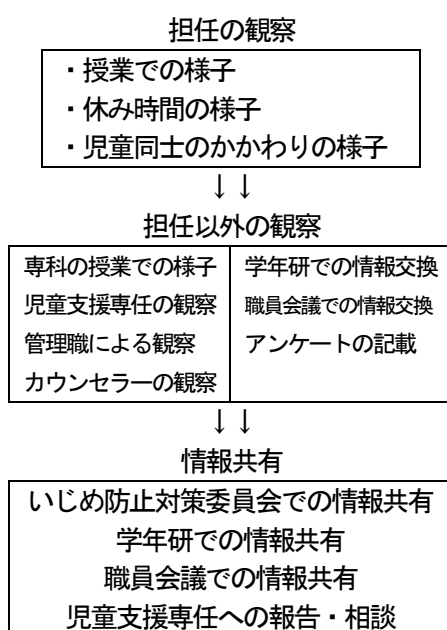 担任の観察
・授業での様子
・休み時間の様子
・児童同士のかかわりの様子
↓↓
担任以外の観察
専科の授業での様子
児童支援専任の観察
管理職による観察
カウンセラーの観察
学年研での情報交換
職員会議での情報交換
アンケートの記載
↓↓
情報共有
いじめ防止対策委員会での情報共有
学年研での情報共有
職員会議での情報共有
児童支援専任への報告・相談